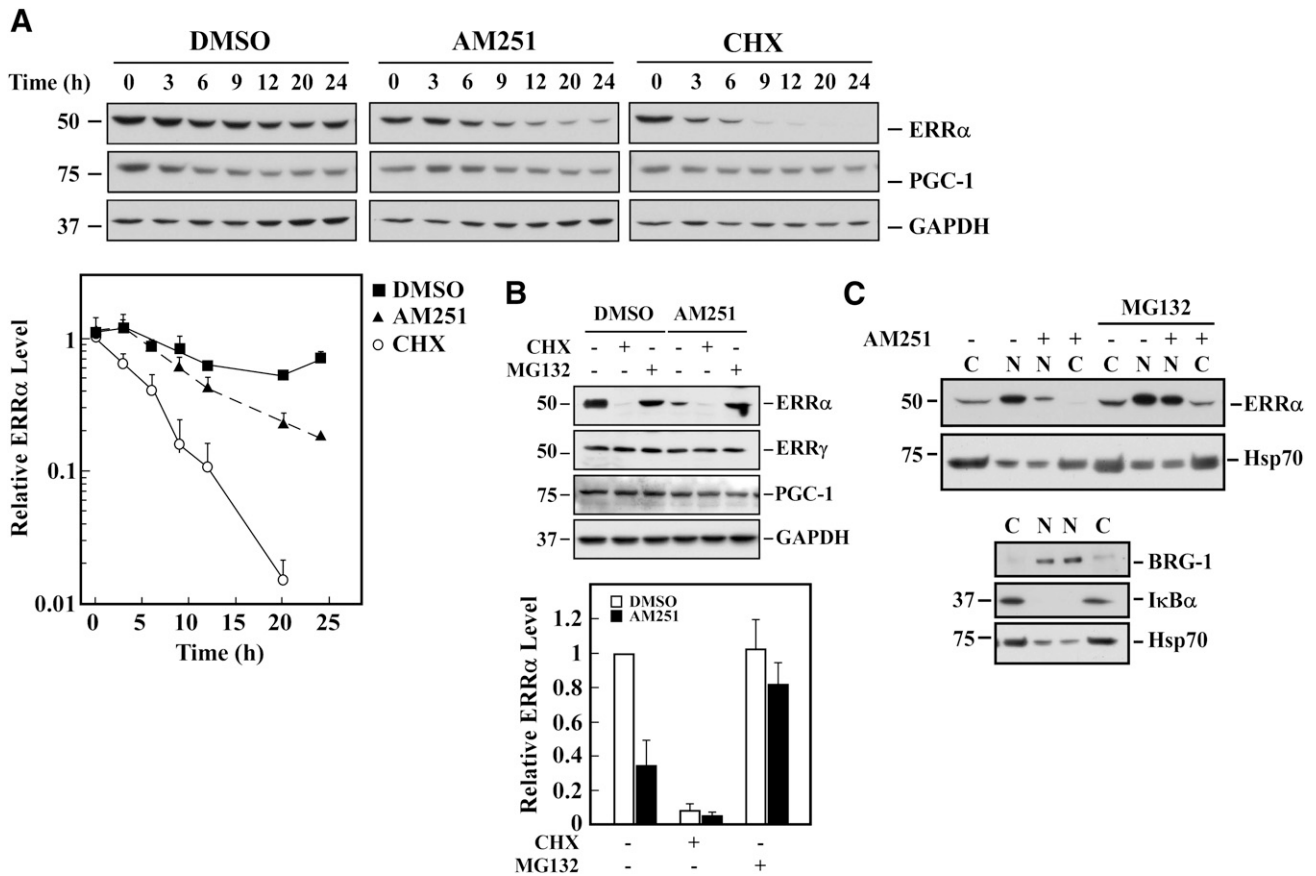 A
DMSO AM251 CHX
Time (h) 0 3 6 9 12 20 24 0 3 6 9 12 20 24 0 3 6 9 12 20 24
50 – – ERRα
75 – – PGC-1
37 – – GAPDH
Relative ERRα Level
1
0.1
0.01
0 5 10 15 20 25
Time (h)
DMSO
AM251
CHX
B
DMSO AM251
CHX - + - - + -
MG132 - - + - - +
50 – – ERRα
50 – – ERRγ
75 – – PGC-1
37 – – GAPDH
Relative ERRα Level
1.2
1
0.8
0.6
0.4
0.2
0
DMSO
AM251
CHX - + -
MG132 - - +
C
MG132
AM251 - - + + - - + +
C N N C C N N C
50 – – ERRα
75 – – Hsp70
C N N C
– BRG-1
37 – – IκBα
75 – – Hsp70